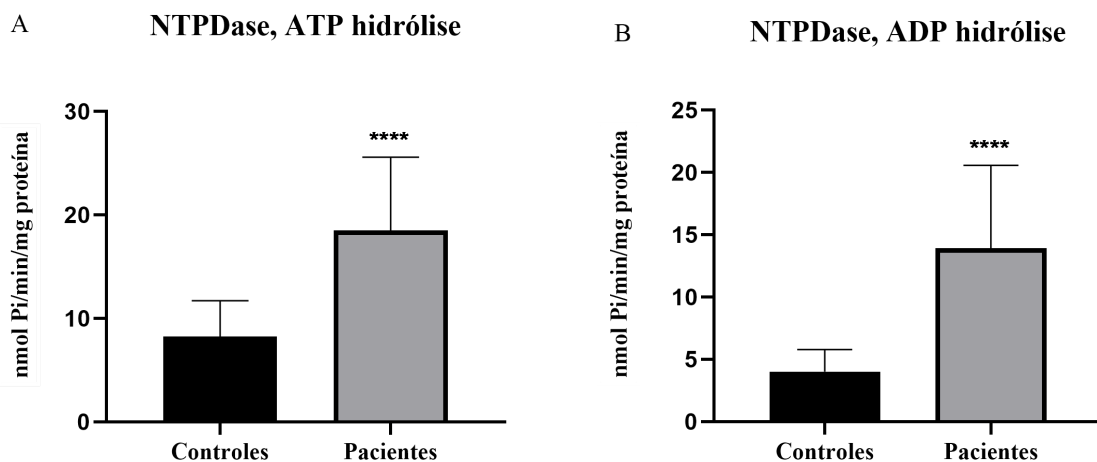 A
NTPDase, ATP hidrólise
nmol Pi/min/mg proteína
30
20
10
0
****
Controles
Pacientes
B
NTPDase, ADP hidrólise
nmol Pi/min/mg proteína
25
20
15
10
5
0
****
Controles
Pacientes